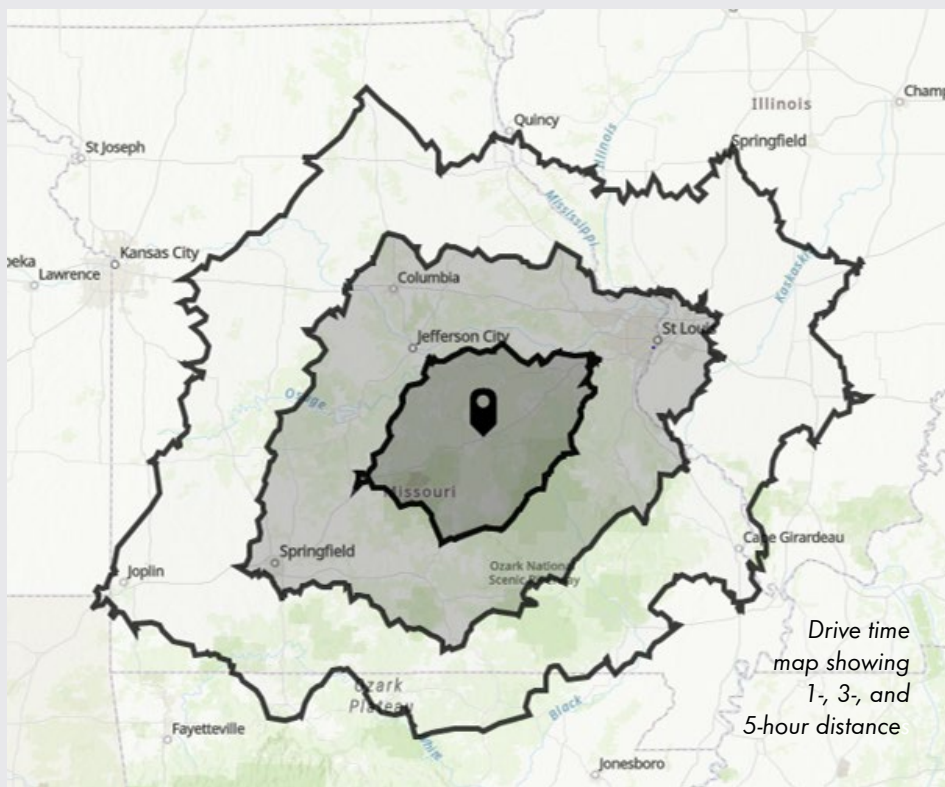 Champ
Illinois
Quincy
Springfield
Illinois
St Joseph
Mississippi
Kansas City
peka
Lawrence
Columbia
Kaskaskia
Jefferson City
St Louis
Osage
Missouri
Springfield
Cape Girardeau
Joplin
Ozark National
Scenic Riverway
Drive time
map showing
1-, 3-, and
5-hour distance
Ozark
Plateau
Black
Fayetteville
White
Jonesboro